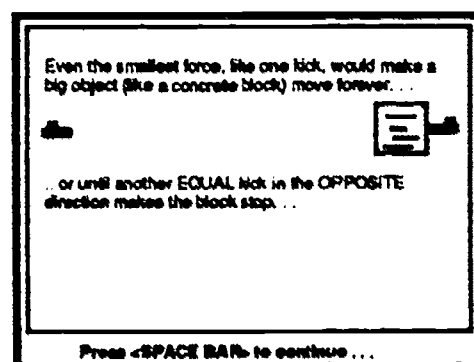 Even the smallest force, like one kick, would make a
big object (like a concrete block) move forever. . .
.. or until another EQUAL kick in the OPPOSITE
direction makes the block stop. . .
Press <SPACE BAR> to continue . . .